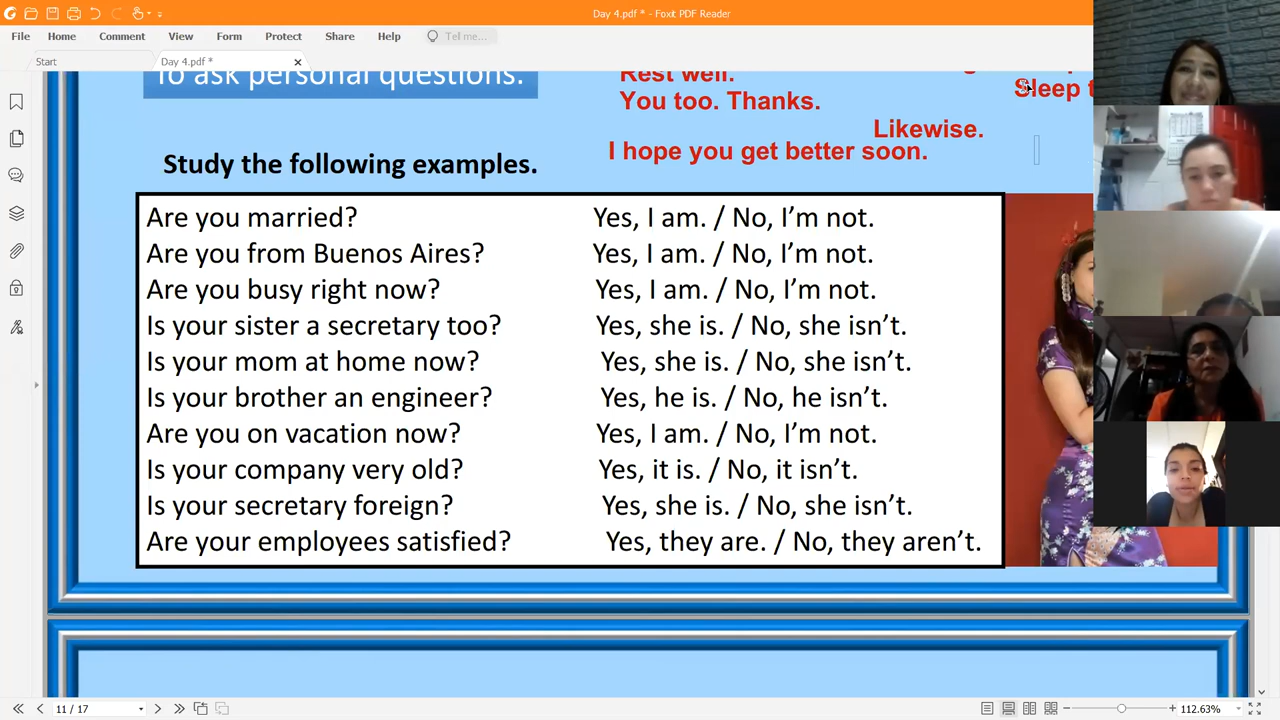 Day 4.pdf * - Foxit PDF Reader
File Home Comment View Form Protect Share Help Tell me...
Start Day 4.pdf *
To ask personal questions.
Rest well.
Sleep
You too. Thanks.
Likewise.
I hope you get better soon.
Study the following examples.
Are you married? Yes, I am. / No, I'm not.
Are you from Buenos Aires? Yes, I am. / No, I'm not.
Are you busy right now? Yes, I am. / No, I'm not.
Is your sister a secretary too? Yes, she is. / No, she isn't.
Is your mom at home now? Yes, she is. / No, she isn't.
Is your brother an engineer? Yes, he is. / No, he isn't.
Are you on vacation now? Yes, I am. / No, I'm not.
Is your company very old? Yes, it is. / No, it isn't.
Is your secretary foreign? Yes, she is. / No, she isn't.
Are your employees satisfied? Yes, they are. / No, they aren't.
11 / 17 112.63%